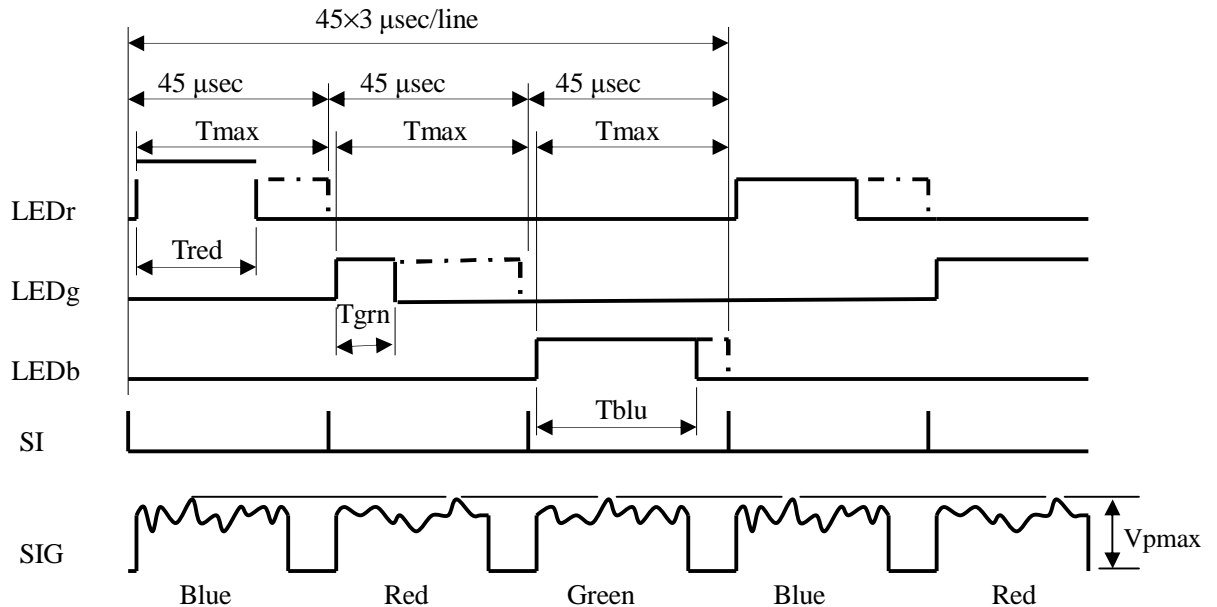 45×3 μsec/line
45 μsec 45 μsec 45 μsec
Tmax Tmax Tmax
LEDr
Tred
LEDg
Tgrn
LEDb
Tblu
SI
SIG
Vpmax
Blue Red Green Blue Red